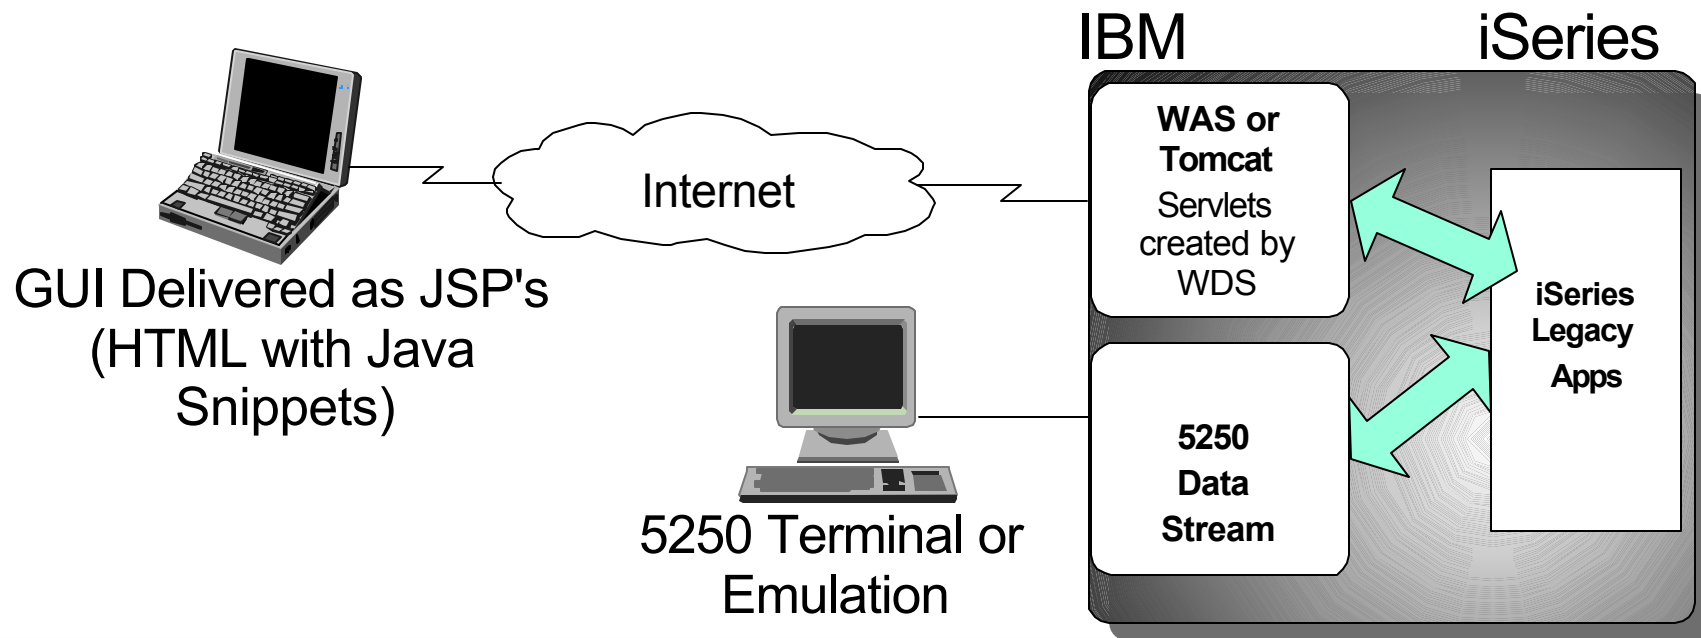 IBM iSeries
GUI Delivered as JSP's
(HTML with Java
Snippets)
Internet
5250 Terminal or
Emulation
WAS or
Tomcat
Servlets
created by
WDS
5250
Data
Stream
iSeries
Legacy
Apps